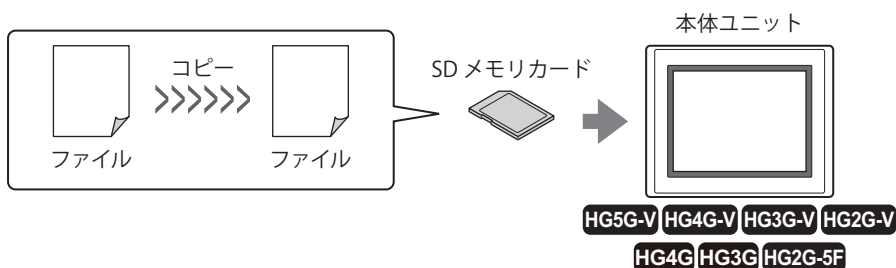 本体ユニット
コピー
SD メモリカード
ファイル
ファイル
HG5G-V HG4G-V HG3G-V HG2G-V
HG4G HG3G HG2G-5F